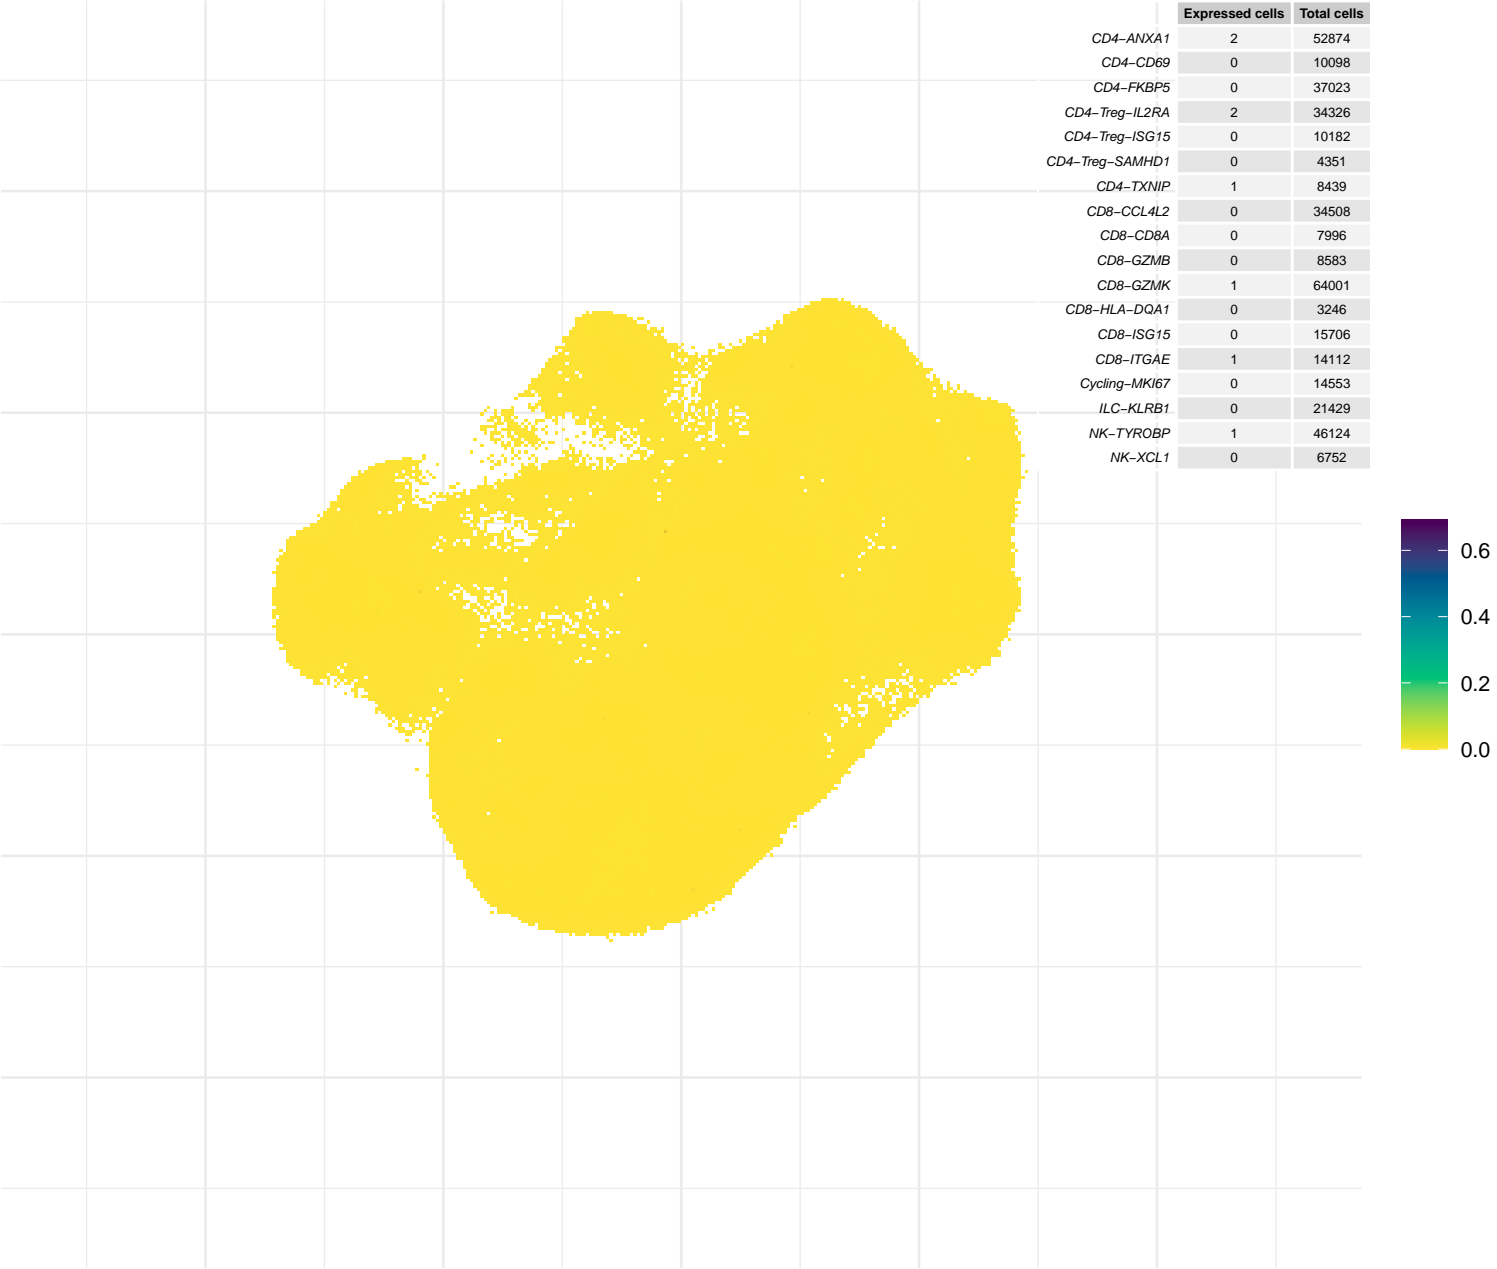 Expressed cells Total cells
CD4−ANXA1 2 52874
CD4−CD69 0 10098
CD4−FKBP5 0 37023
CD4−Treg−IL2RA 2 34326
CD4−Treg−ISG15 0 10182
CD4−Treg−SAMHD1 0 4351
CD4−TXNIP 1 8439
CD8−CCL4L2 0 34508
CD8−CD8A 0 7996
CD8−GZMB 0 8583
CD8−GZMK 1 64001
CD8−HLA−DQA1 0 3246
CD8−ISG15 0 15706
CD8−ITGAE 1 14112
Cycling−MKI67 0 14553
ILC−KLRB1 0 21429
NK−TYROBP 1 46124
NK−XCL1 0 6752
0.6
0.4
0.2
0.0